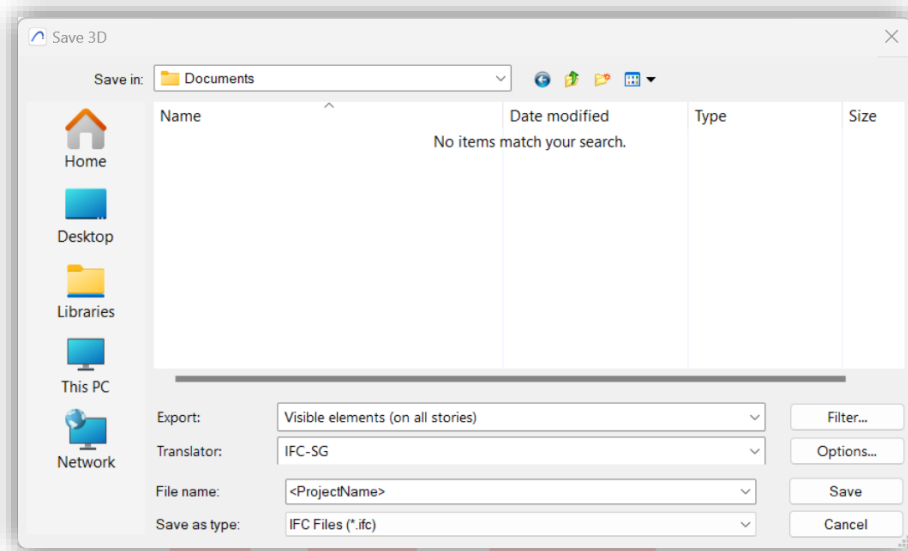 Save 3D
Save in: Documents
Name Date modified Type Size
No items match your search.
Home
Desktop
Libraries
This PC
Network
Export: Visible elements (on all stories) Filter...
Translator: IFC-SG Options...
File name: <ProjectName> Save
Save as type: IFC Files (*.ifc) Cancel